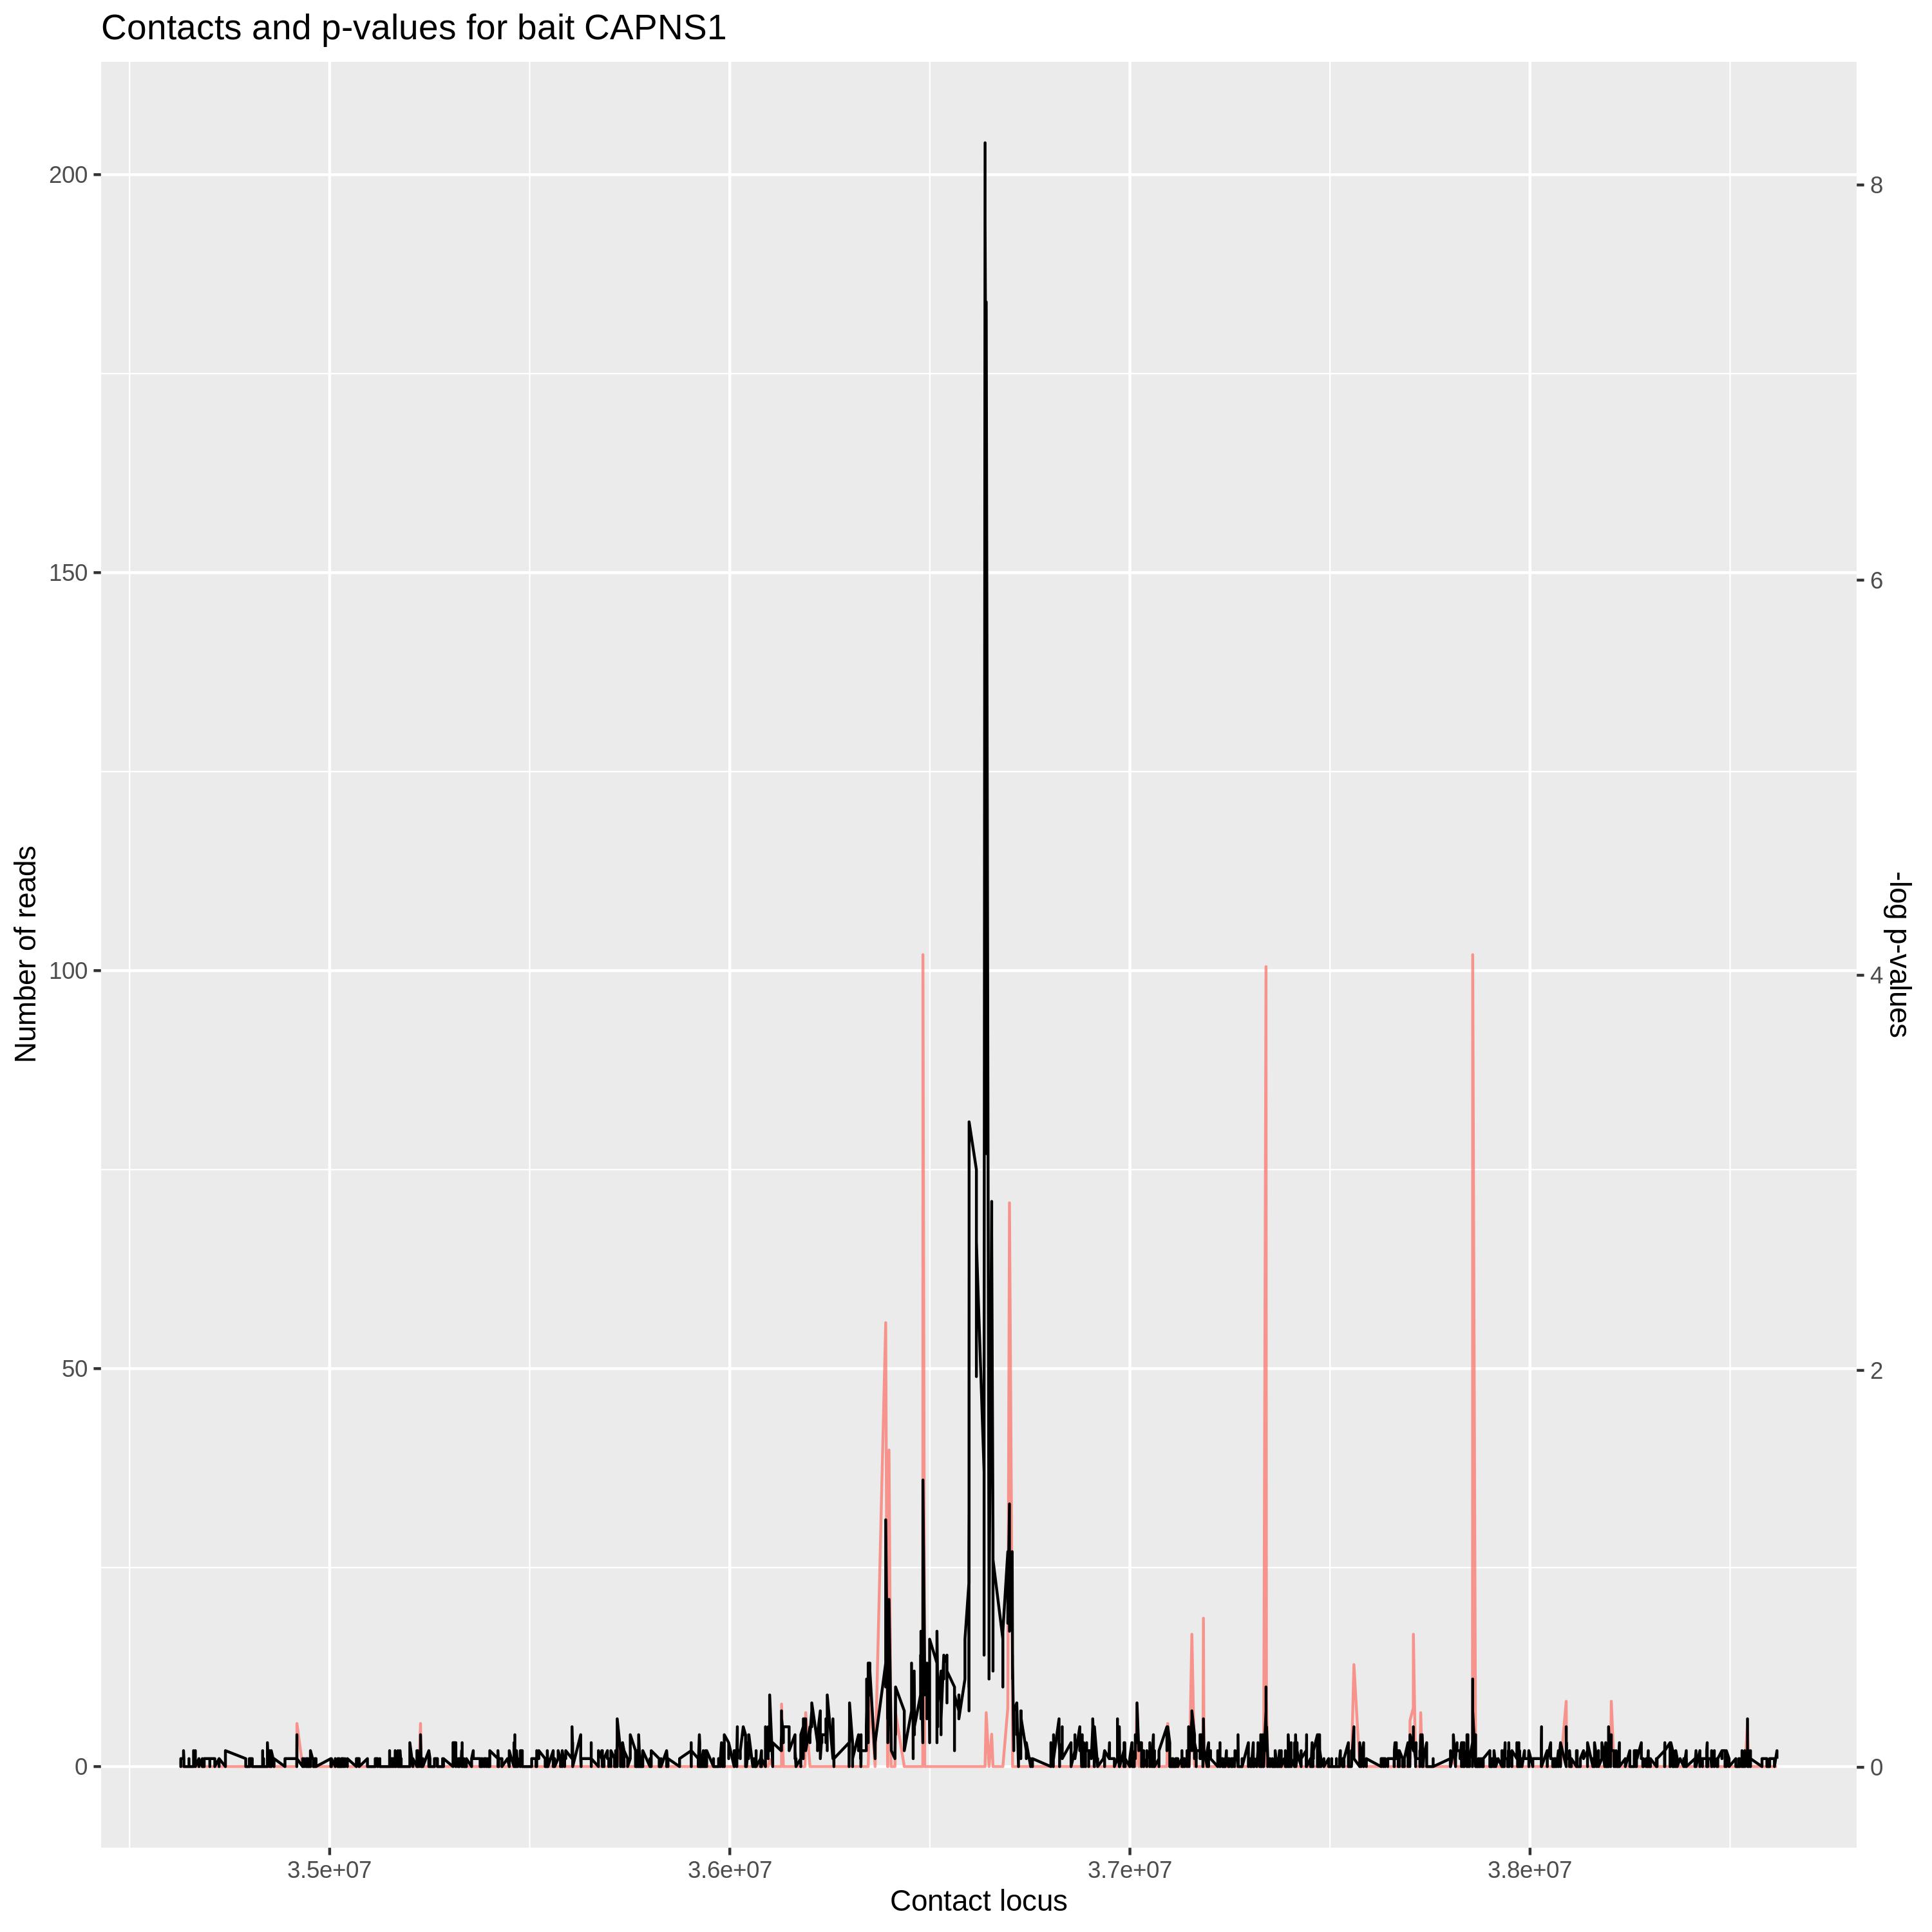 Contacts and p-values for bait CAPNS1
200
150
100
50
0
Number of reads
8
6
4
2
0
-log p-values
3.5e+07 3.6e+07 3.7e+07 3.8e+07
Contact locus